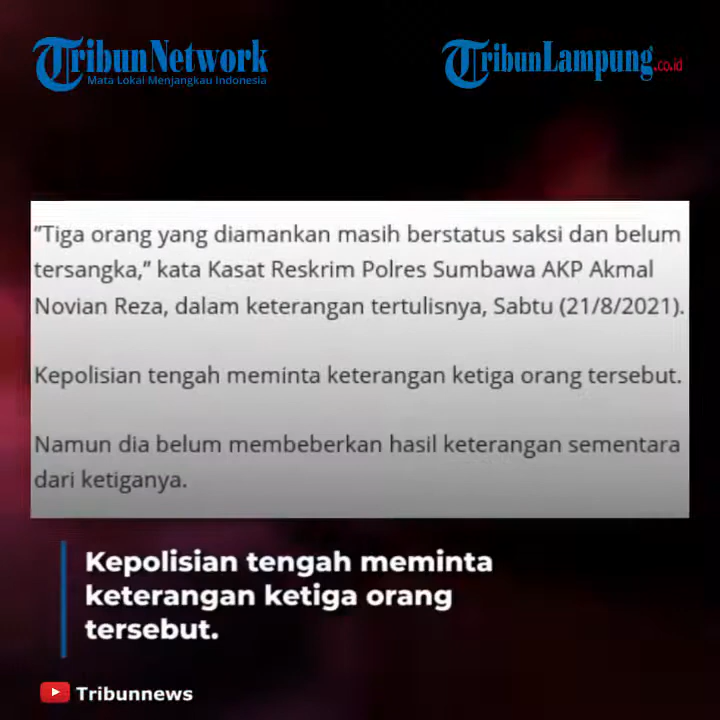 TribunNetwork
Mata Lokal Menjangkau Indonesia
TribunLampung.co.id
"Tiga orang yang diamankan masih berstatus saksi dan belum
tersangka," kata Kasat Reskrim Polres Sumbawa AKP Akmal
Novian Reza, dalam keterangan tertulisnya, Sabtu (21/8/2021).
Kepolisian tengah meminta keterangan ketiga orang tersebut.
Namun dia belum membeberkan hasil keterangan sementara
dari ketiganya.
Kepolisian tengah meminta
keterangan ketiga orang
tersebut.
Tribunnews